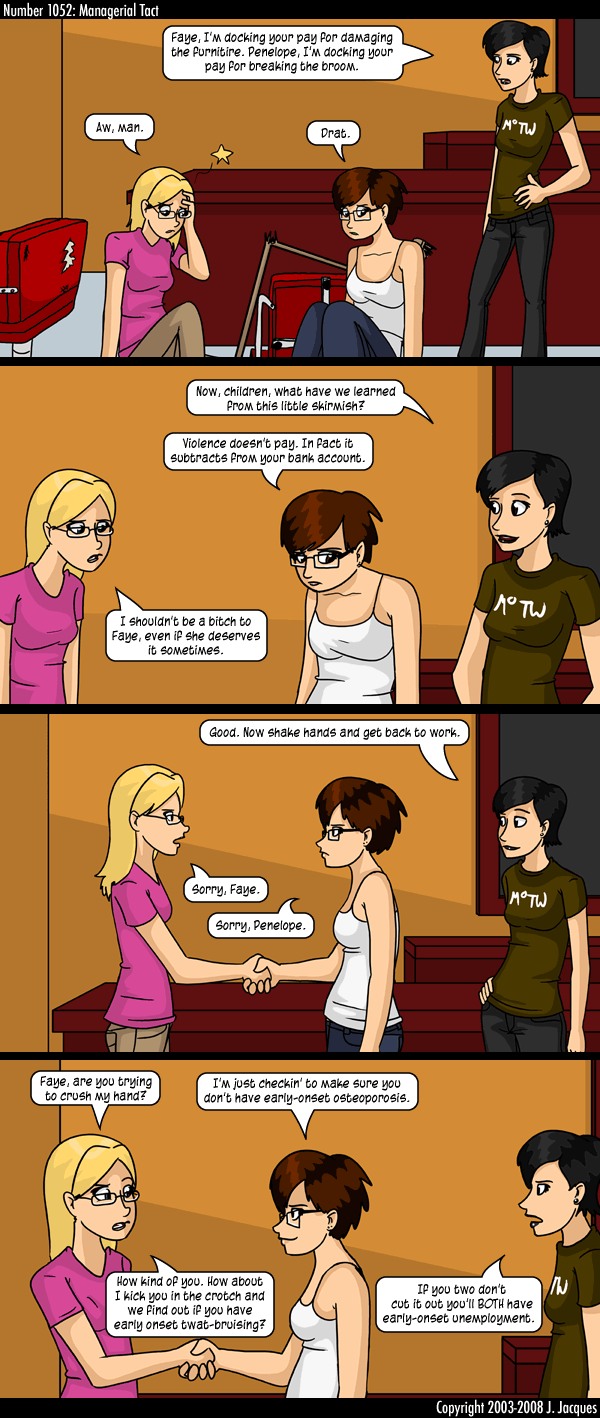 Number 1052: Managerial Tact
Faye, I'm docking your pay for damaging
the furnitire. Penelope, I'm docking your
pay for breaking the broom.
Aw, man.
Drat.
MOTW
Now, children, what have we learned
from this little skirmish?
Violence doesn't pay. In fact it
subtracts from your bank account.
I shouldn't be a bitch to
Faye, even if she deserves
it sometimes.
MOTW
Good. Now shake hands and get back to work.
Sorry, Faye.
Sorry, Penelope.
MOTW
Faye, are you trying
to crush my hand?
I'm just checkin' to make sure you
don't have early-onset osteoporosis.
How kind of you. How about
I kick you in the crotch and
we find out if you have
early onset twat-bruising?
If you two don't
cut it out you'll BOTH have
early-onset unemployment.
TW
Copyright 2003-2008 J. Jacques